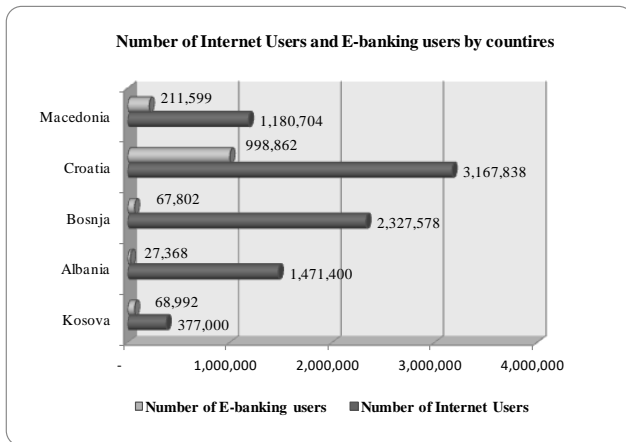 Number of Internet Users and E-banking users by countires
Macedonia
211,599
1,180,704
Croatia
998,862
3,167,838
Bosnja
67,802
2,327,578
Albania
27,368
1,471,400
Kosova
68,992
377,000
- 1,000,000 2,000,000 3,000,000 4,000,000
Number of E-banking users Number of Internet Users